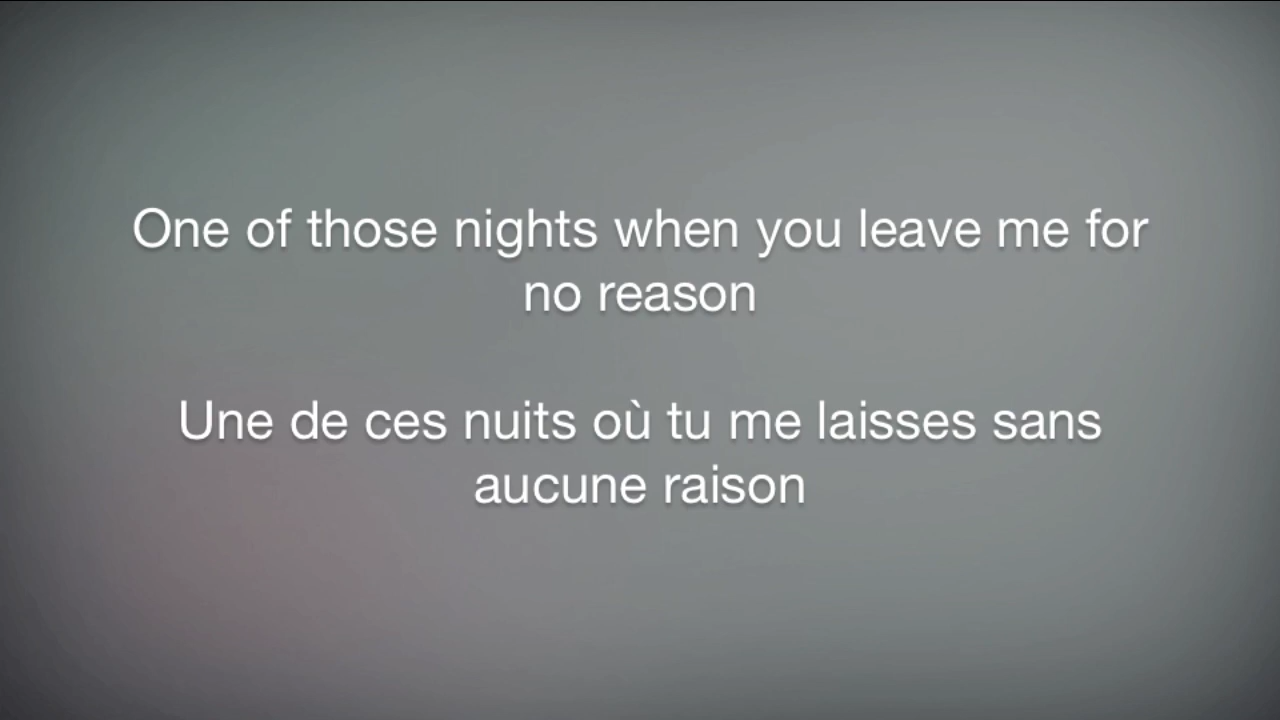 One of those nights when you leave me for
no reason
Une de ces nuits où tu me laisses sans
aucune raison